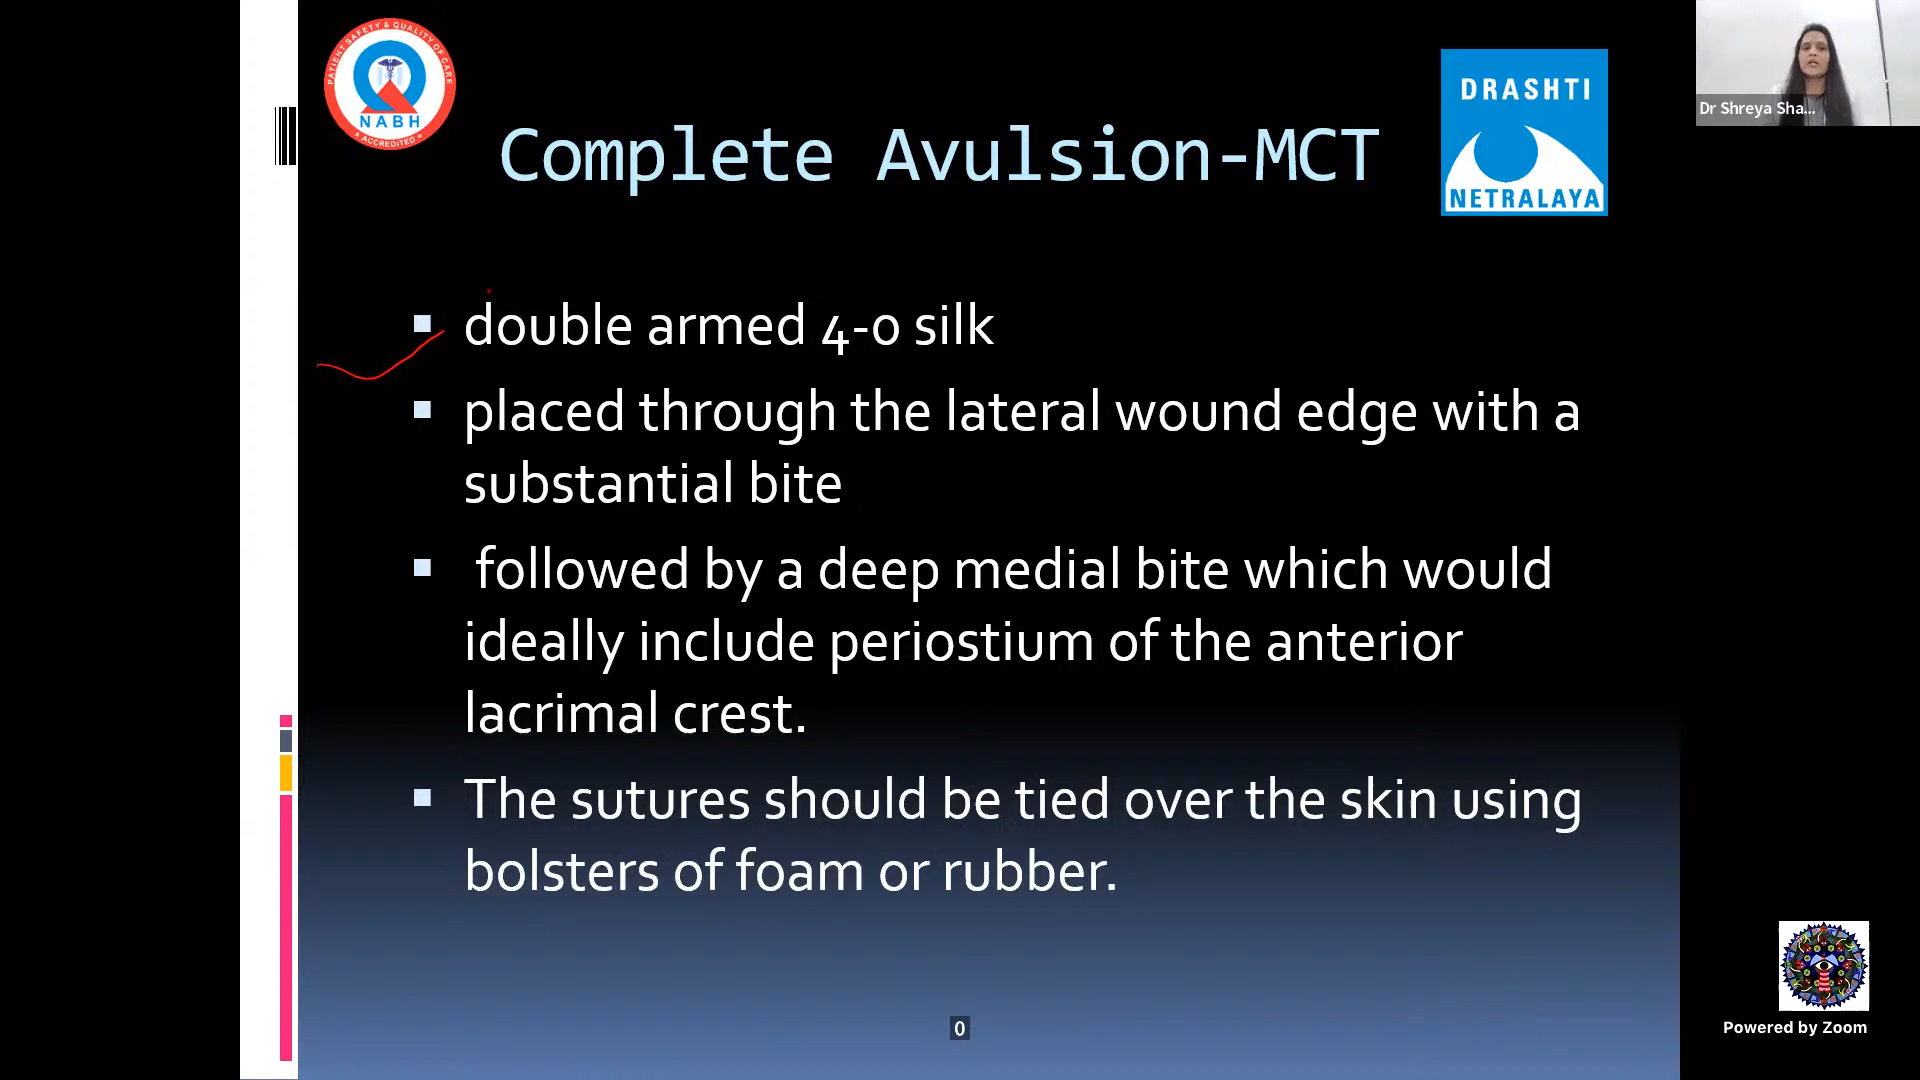 PATIENT SAFETY & QUALITY OF CARE
NABH
ACCREDITED
Complete Avulsion-MCT
DRASHTI
NETRALAYA
Dr Shreya Sha...
▪ double armed 4-0 silk
▪ placed through the lateral wound edge with a
substantial bite
▪ followed by a deep medial bite which would
ideally include periostium of the anterior
lacrimal crest.
▪ The sutures should be tied over the skin using
bolsters of foam or rubber.
0
Powered by Zoom